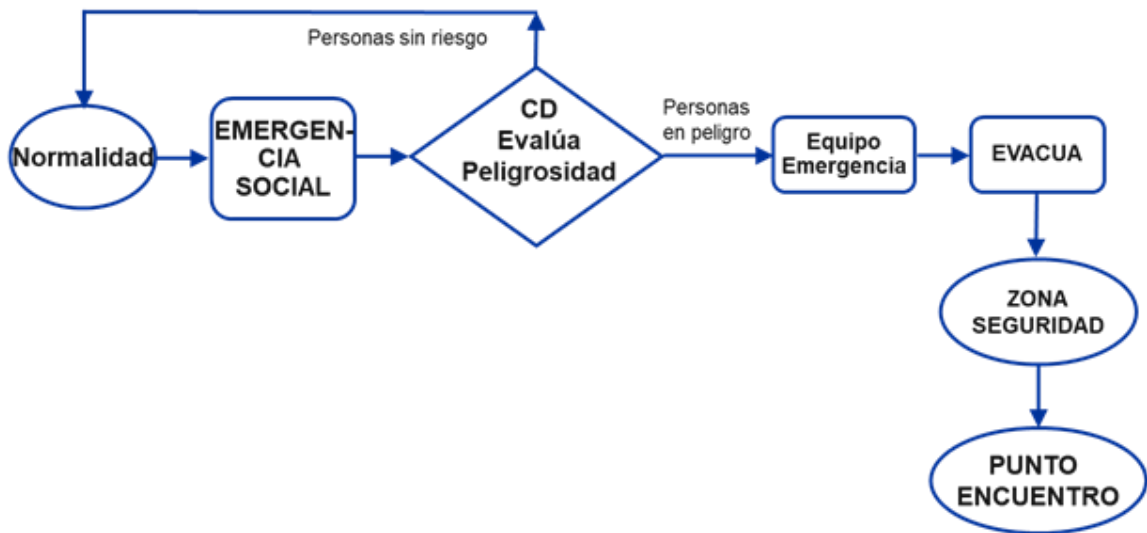 Personas sin riesgo
Normalidad
EMERGEN-
CIA
SOCIAL
CD
Evalúa
Peligrosidad
Personas
en peligro
Equipo
Emergencia
EVACUA
ZONA
SEGURIDAD
PUNTO
ENCUENTRO